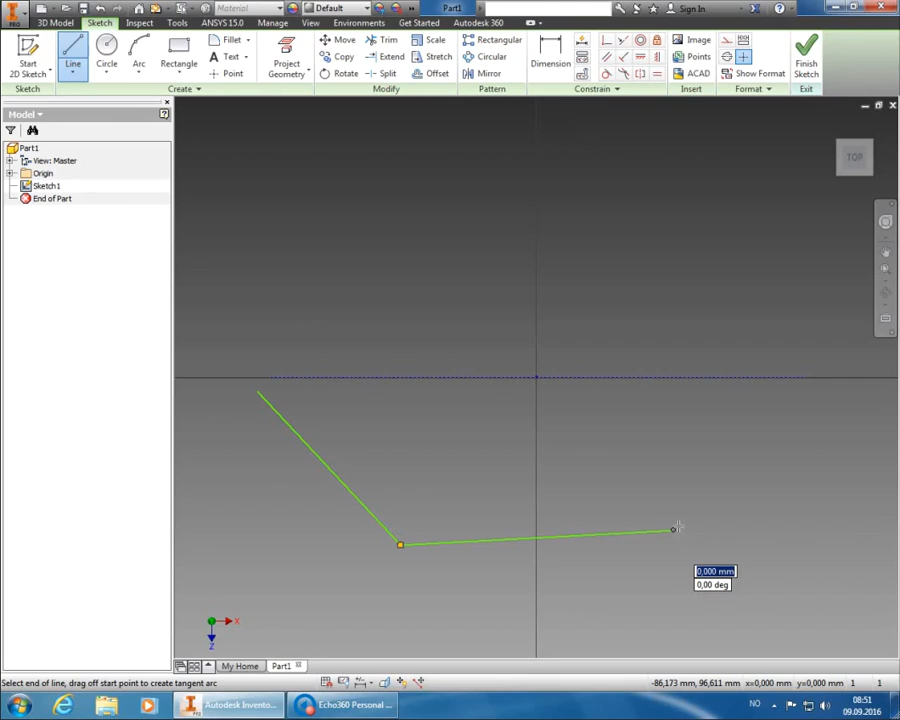 Material
Default
Part1
Sign In
PRO
3D Model
Sketch
Inspect
Tools
ANSYS 15.0
Manage
View
Environments
Get Started
Autodesk 360
Start
2D Sketch
Line
Circle
Arc
Rectangle
Fillet
Text
Point
Project
Geometry
Move
Trim
Scale
Copy
Extend
Stretch
Rotate
Split
Offset
Rectangular
Circular
Mirror
Dimension
Image
Points
ACAD
Show Format
Finish
Sketch
Sketch
Create
Modify
Pattern
Constrain
Insert
Format
Exit
Model
Part1
View: Master
Origin
Sketch1
End of Part
TOP
0,000 mm
0,00 deg
X
Z
My Home
Part1
Select end of line, drag off start point to create tangent arc
-86,173 mm, 96,611 mm
x=0,000 mm
y=0,000 mm
1
1
Autodesk Invento...
Echo360 Personal ...
NO
08:51
09.09.2016